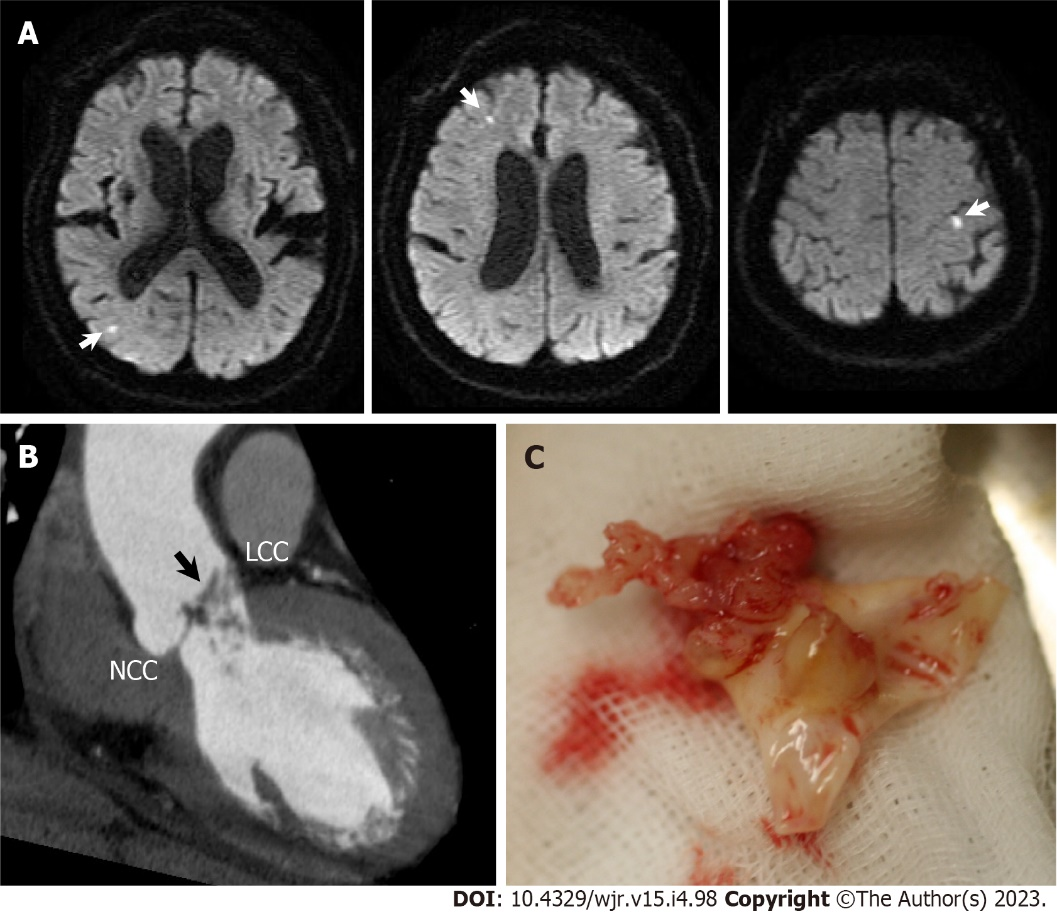 A
B
LCC
NCC
C
DOI: 10.4329/wjr.v15.i4.98 Copyright ©The Author(s) 2023.